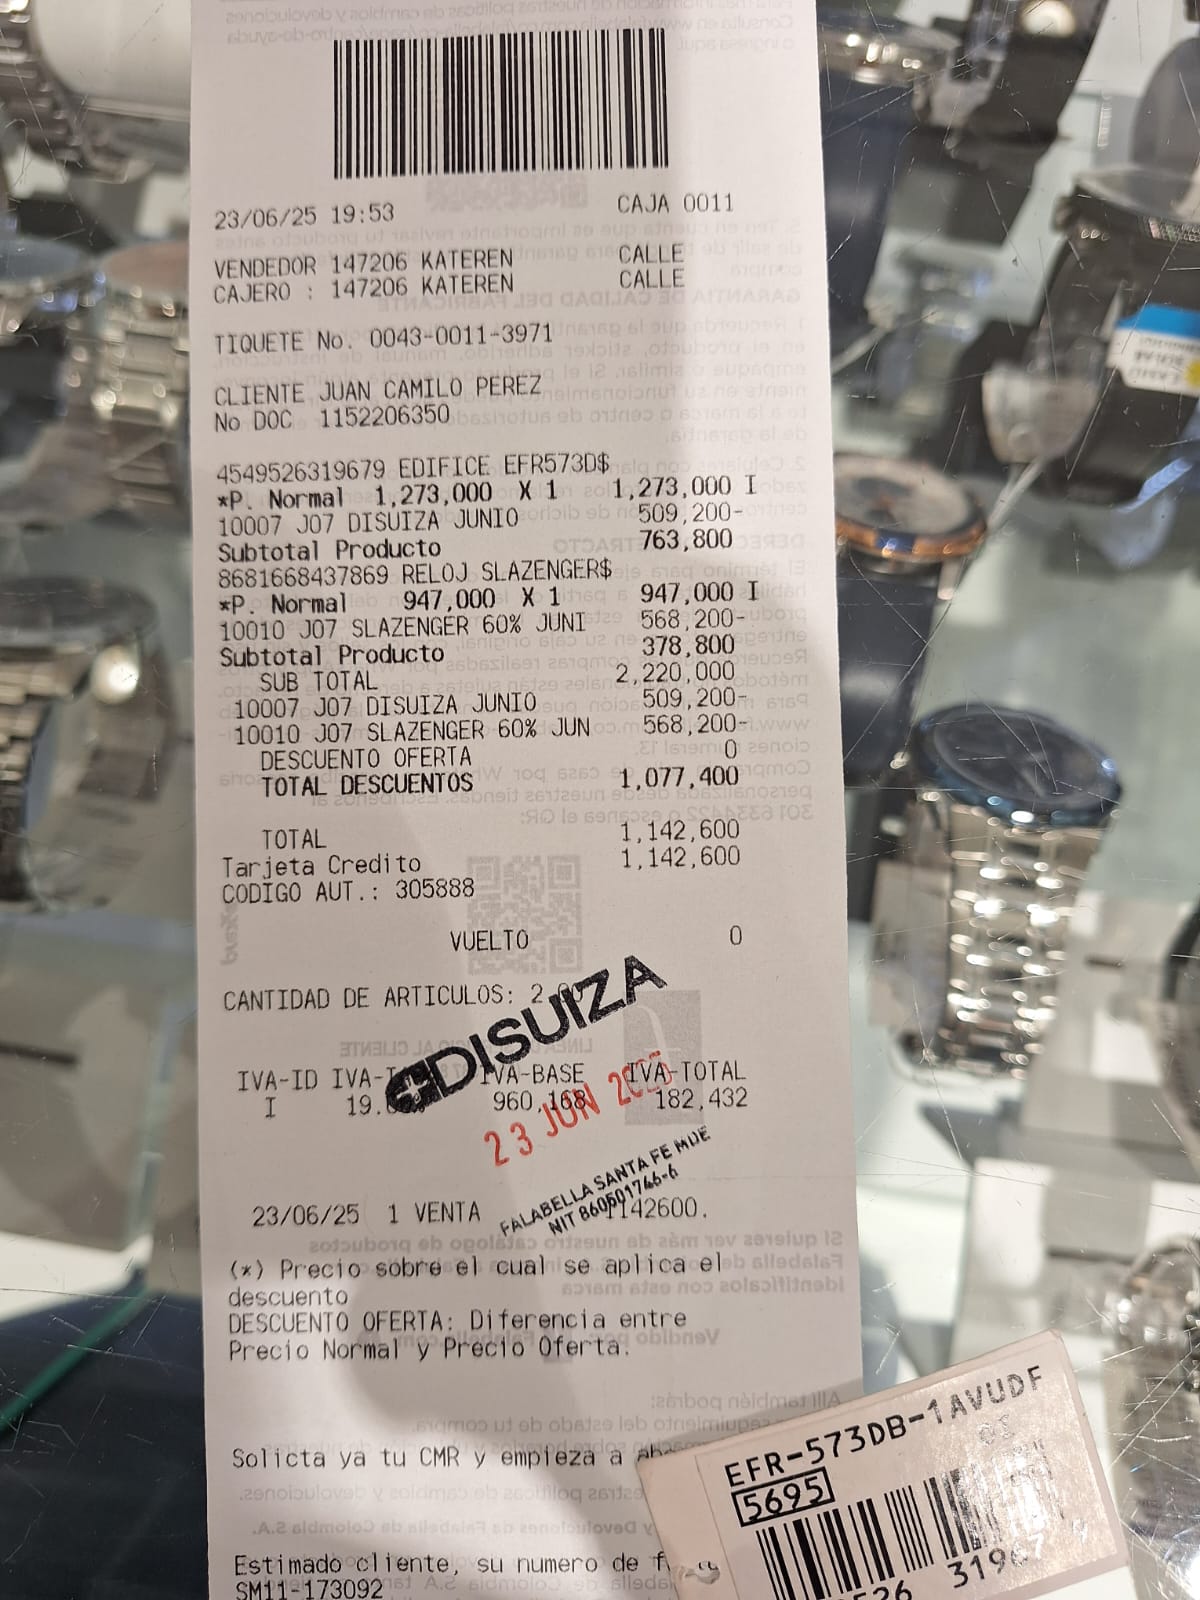 23/06/25 19:53 CAJA 0011
VENDEDOR 147206 KATEREN CALLE
CAJERO : 147206 KATEREN CALLE
TIQUETE No. 0043-0011-3971
CLIENTE JUAN CAMILO PEREZ
No DOC 1152206350
4549526319679 EDIFICE EFR573D$
*P. Normal 1,273,000 X 1 1,273,000 I
10007 J07 DISUIZA JUNIO 509,200-
Subtotal Producto 763,800
8681668437869 RELOJ SLAZENGER$
*P. Normal 947,000 X 1 947,000 I
10010 J07 SLAZENGER 60% JUNI 568,200-
Subtotal Producto 378,800
SUB TOTAL 2,220,000
10007 J07 DISUIZA JUNIO 509,200-
10010 J07 SLAZENGER 60% JUN 568,200-
DESCUENTO OFERTA 0
TOTAL DESCUENTOS 1,077,400
TOTAL 1,142,600
Tarjeta Credito 1,142,600
CODIGO AUT.: 305888
VUELTO 0
CANTIDAD DE ARTICULOS:
DISUIZA
IVA-ID IVA-BASE IVA-TOTAL
I 960,168 182,432
23 JUN 2025
FALABELLA SANTA FE MDE
NIT 860501766-6
23/06/25 1 VENTA 1142600.
(*) Precio sobre el cual se aplica el
descuento
DESCUENTO OFERTA: Diferencia entre
Precio Normal y Precio Oferta.
Solicta ya tu CMR y empieza a
EFR-573DB-1AVUDF
5695
Estimado cliente, su numero de
SM11-173092